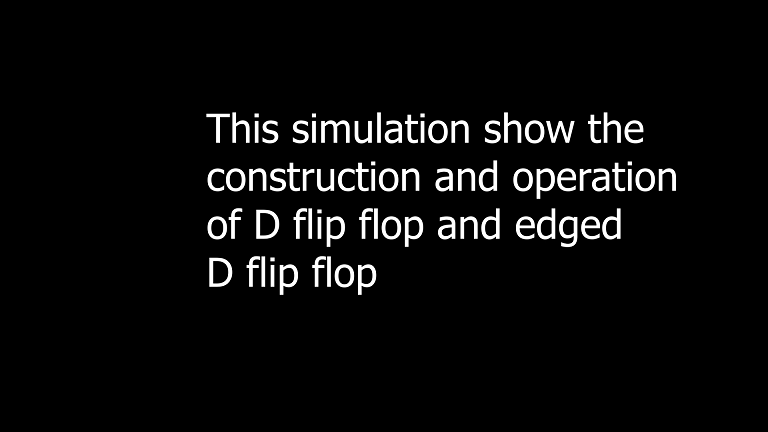 This simulation show the
construction and operation
of D flip flop and edged
D flip flop